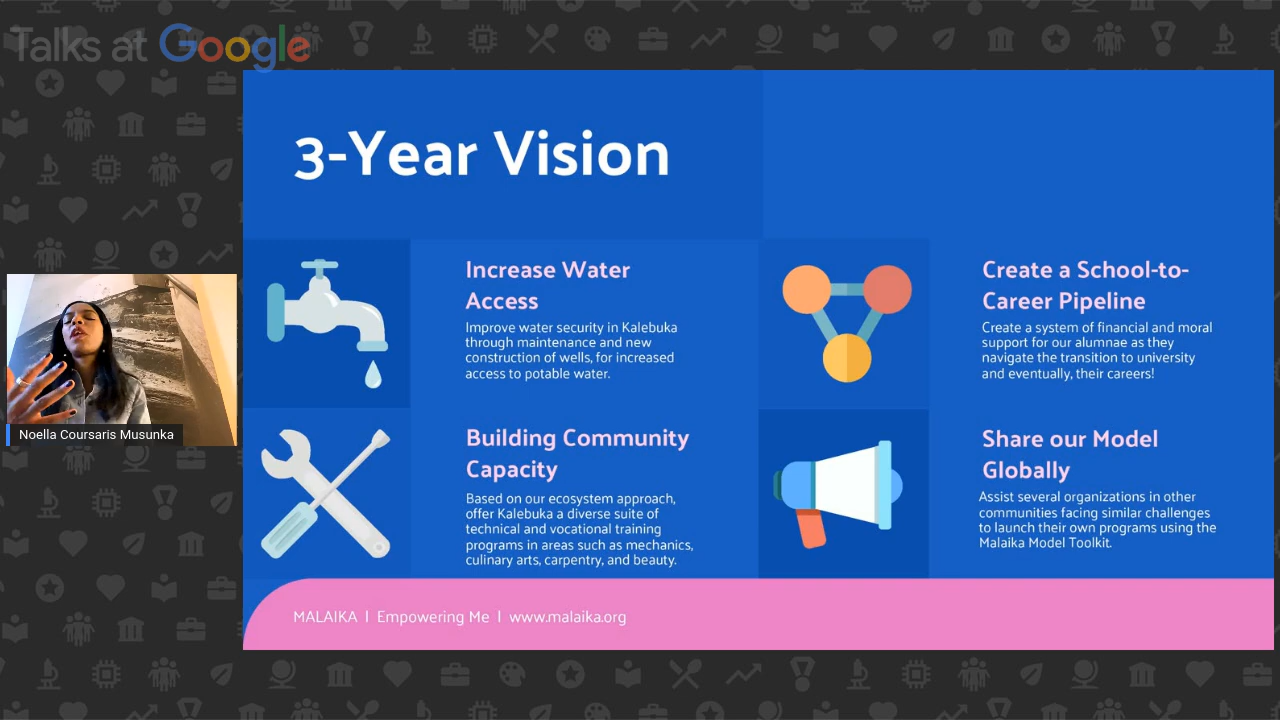 Talks at Google
3-Year Vision
Increase Water
Access
Improve water security in Kalebuka
through maintenance and new
construction of wells, for increased
access to potable water.
Create a School-to-
Career Pipeline
Create a system of financial and moral
support for our alumnae as they
navigate the transition to university
and eventually, their careers!
Building Community
Capacity
Based on our ecosystem approach,
offer Kalebuka a diverse suite of
technical and vocational training
programs in areas such as mechanics,
culinary arts, carpentry, and beauty.
Share our Model
Globally
Assist several organizations in other
communities facing similar challenges
to launch their own programs using the
Malaika Model Toolkit.
Noella Coursaris Musunka
MALAIKA I Empowering Me I www.malaika.org